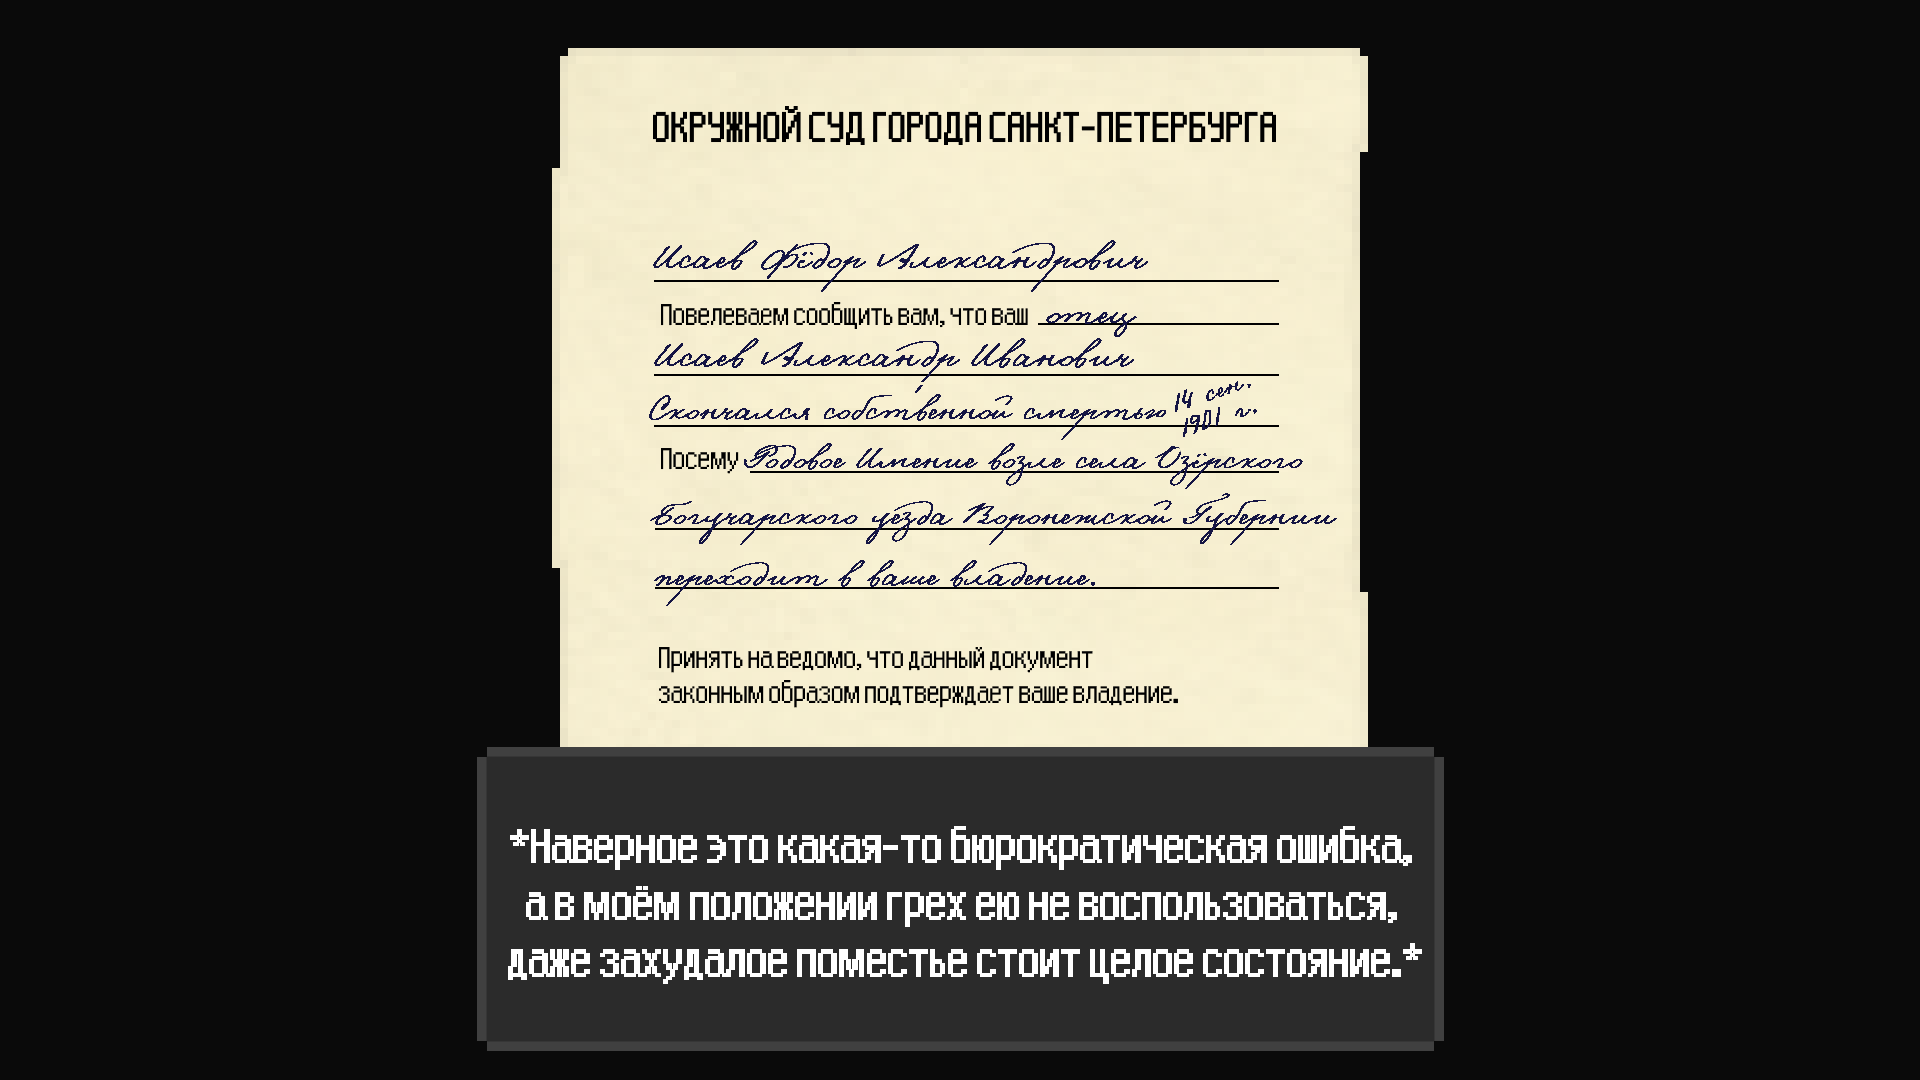 ОКРУЖНОЙ СУД ГОРОДА САНКТ-ПЕТЕРБУРГА
Исаев Фёдор Александрович
Повелеваем сообщить вам, что ваш отец
Исаев Александр Иванович
Скончался собственной смертью 14 сен. 1901 г.
Посему Родовое Имение возле села Озёрского
Богучарского уезда Воронежской Губернии
переходит в ваше владение.
Принять на ведомо, что данный документ
законным образом подтверждает ваше владение.
*Наверное это какая-то бюрократическая ошибка,
а в моём положении грех ею не воспользоваться,
даже захудалое поместье стоит целое состояние.*